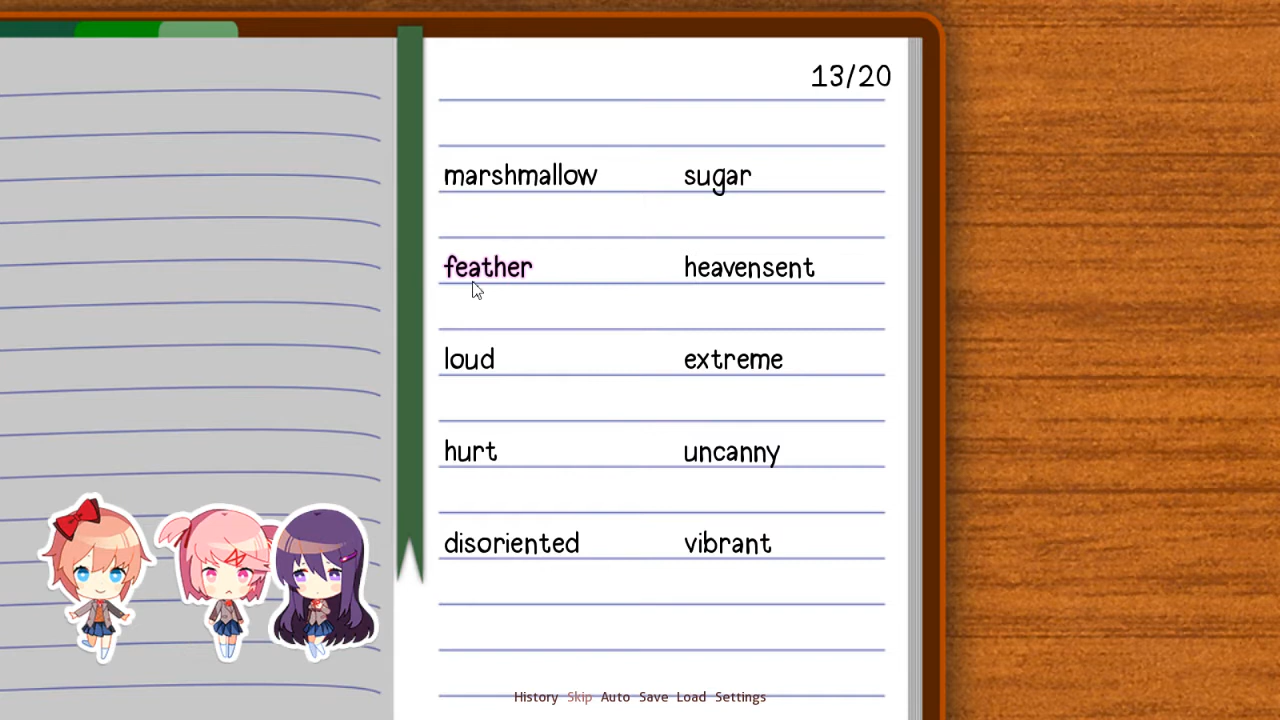 13/20
marshmallow sugar
feather heavensent
loud extreme
hurt uncanny
disoriented vibrant
History Skip Auto Save Load Settings